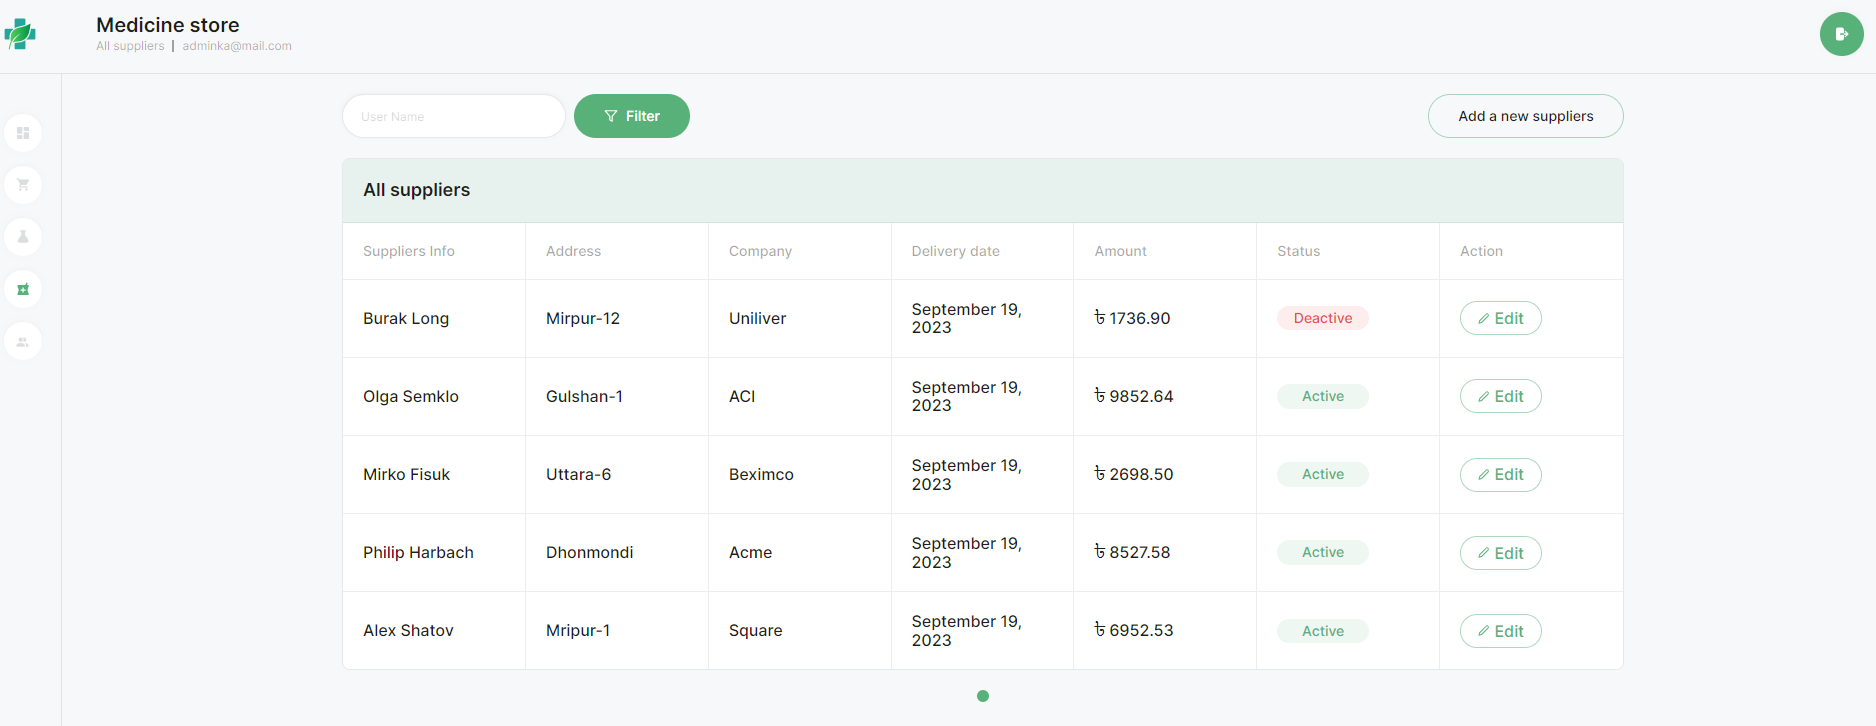 Medicine store
All suppliers | adminka@mail.com
User Name
Filter
Add a new suppliers
All suppliers
Suppliers Info Address Company Delivery date Amount Status Action
Burak Long Mirpur-12 Uniliver September 19, 2023 ৳ 1736.90 Deactive Edit
Olga Semklo Gulshan-1 ACI September 19, 2023 ৳ 9852.64 Active Edit
Mirko Fisuk Uttara-6 Beximco September 19, 2023 ৳ 2698.50 Active Edit
Philip Harbach Dhonmondi Acme September 19, 2023 ৳ 8527.58 Active Edit
Alex Shatov Mripur-1 Square September 19, 2023 ৳ 6952.53 Active Edit